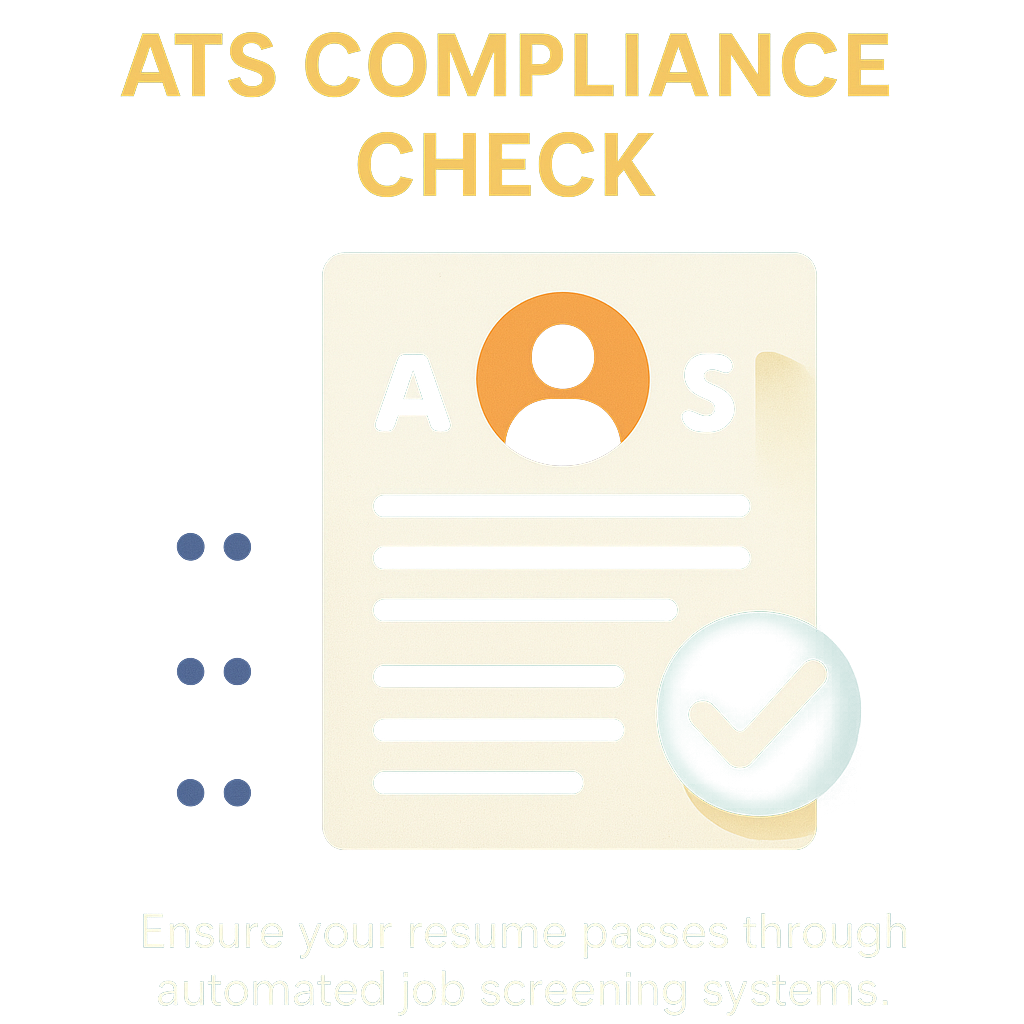 ATS COMPLIANCE
CHECK
A S
Ensure your resume passes through
automated job screening systems.